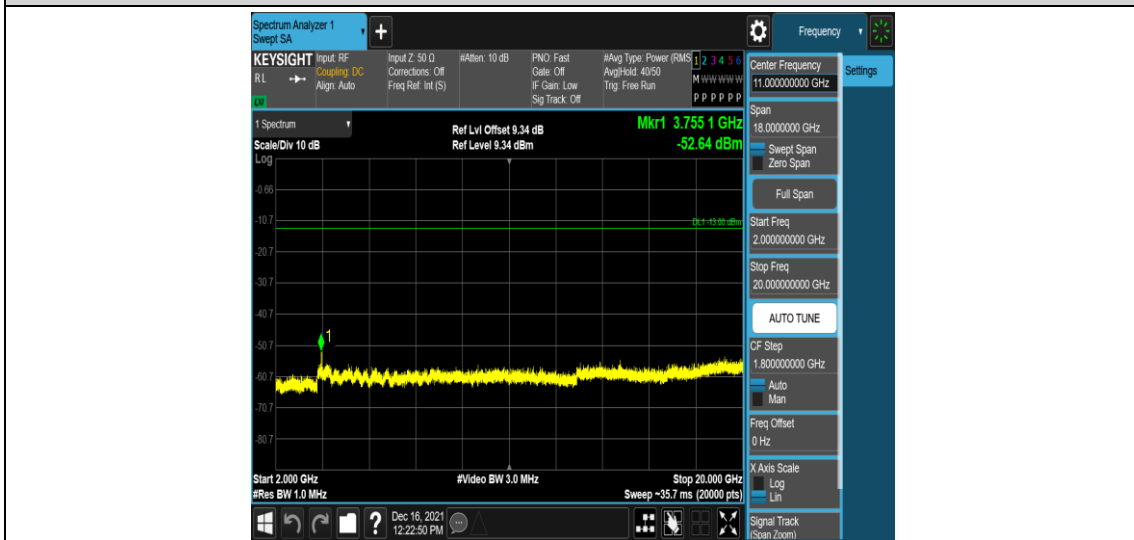 Spectrum Analyzer 1
Swept SA
+
Frequency
KEYSIGHT
RL
LXI
Input: RF
Coupling: DC
Align: Auto
Input Z: 50 Ω
Corrections: Off
Freq Ref: Int (S)
#Atten: 10 dB
PNO: Fast
Gate: Off
IF Gain: Low
Sig Track: Off
#Avg Type: Power (RMS
Avg|Hold: 40/50
Trig: Free Run
1 2 3 4 5 6
M W W W W W
P P P P P P
Center Frequency
11.000000000 GHz
Settings
1 Spectrum
Scale/Div 10 dB
Ref Lvl Offset 9.34 dB
Ref Level 9.34 dBm
Mkr1 3.755 1 GHz
-52.64 dBm
Span
18.0000000 GHz
Swept Span
Zero Span
Full Span
Start Freq
2.000000000 GHz
Stop Freq
20.000000000 GHz
AUTO TUNE
CF Step
1.800000000 GHz
Auto
Man
Freq Offset
0 Hz
X Axis Scale
Log
Lin
Signal Track
(Span Zoom)
Log
-0.66
-10.7
DL1 -13.00 dBm
-20.7
-30.7
-40.7
1
-50.7
-60.7
-70.7
-80.7
Start 2.000 GHz
#Video BW 3.0 MHz
Stop 20.000 GHz
#Res BW 1.0 MHz
Sweep ~35.7 ms (20000 pts)
?
Dec 16, 2021
12:22:50 PM